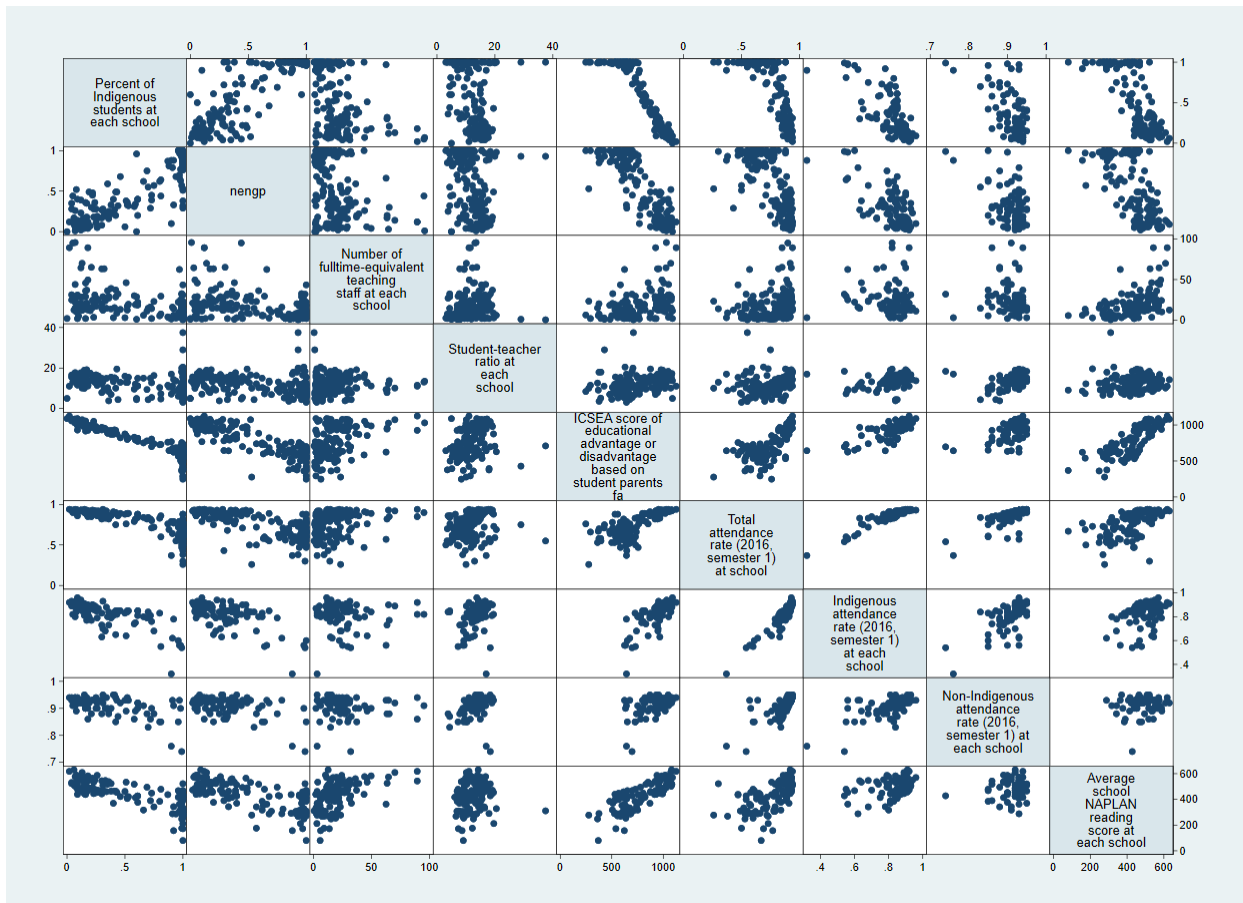 0 .5 1 0 20 40 0 .5 1 .7 .8 .9 1
Percent of
Indigenous
students at
each school
1
.5
0
1
.5
0
nengp
Number of
fulltime-equivalent
teaching
staff at each
school
100
50
0
40
20
0
Student-teacher
ratio at
each
school
ICSEA score of
educational
advantage or
disadvantage
based on
student parents
fa
1000
500
0
1
.5
0
Total
attendance
rate (2016,
semester 1)
at school
Indigenous
attendance
rate (2016,
semester 1)
at each
school
1
.8
.6
.4
1
.9
.8
.7
Non-Indigenous
attendance
rate (2016,
semester 1) at
each school
Average
school
NAPLAN
reading
score at
each school
600
400
200
0
0 .5 1 0 50 100 0 500 1000 .4 .6 .8 1 0 200 400 600